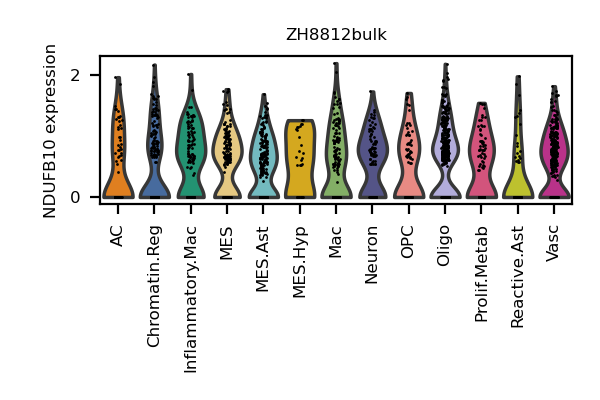 ZH8812bulk
NDUFB10 expression
2
0
AC
Chromatin.Reg
Inflammatory.Mac
MES
MES.Ast
MES.Hyp
Mac
Neuron
OPC
Oligo
Prolif.Metab
Reactive.Ast
Vasc